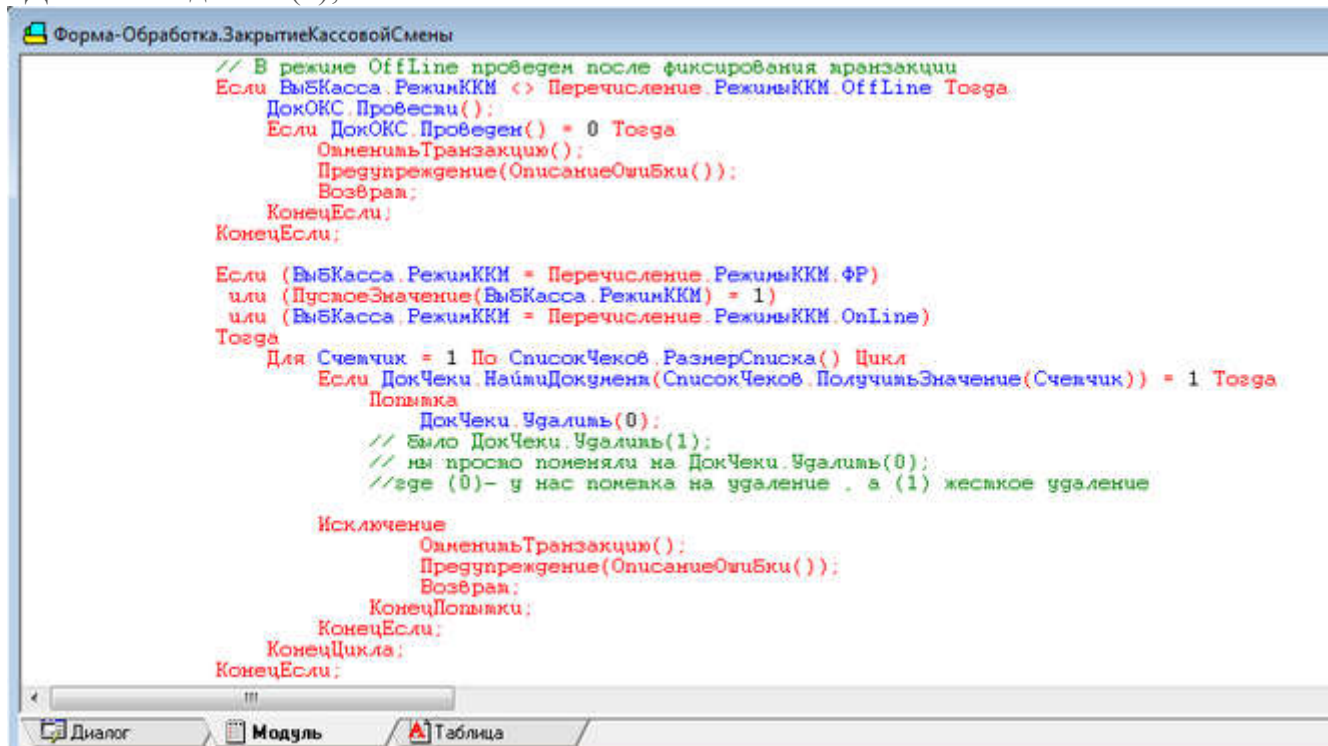 Форма-Обработка.ЗакрытиеКассовойСмены
// В режиме OffLine проведем после фиксирования транзакции
Если ВыбКасса.РежимККМ <> Перечисление.РежимыККМ.OffLine Тогда
ДокОКС.Провести();
Если ДокОКС.Проведен() = 0 Тогда
ОтменитьТранзакцию();
Предупреждение(ОписаниеОшибки());
Возврат;
КонецЕсли;
КонецЕсли;
Если (ВыбКасса.РежимККМ = Перечисление.РежимыККМ.ФР)
или (ПустоеЗначение(ВыбКасса.РежимККМ) = 1)
или (ВыбКасса.РежимККМ = Перечисление.РежимыККМ.OnLine)
Тогда
Для Счетчик = 1 По СписокЧеков.РазмерСписка() Цикл
Если ДокЧеки.НайтиДокумент(СписокЧеков.ПолучитьЗначение(Счетчик)) = 1 Тогда
Попытка
ДокЧеки.Удалить(0);
// Было ДокЧеки.Удалить(1);
// мы просто поменяли на ДокЧеки.Удалить(0);
//где (0)- у нас пометка на удаление , а (1) жесткое удаление
Исключение
ОтменитьТранзакцию();
Предупреждение(ОписаниеОшибки());
Возврат;
КонецПопытки;
КонецЕсли;
КонецЦикла;
КонецЕсли;
Диалог Модуль Таблица